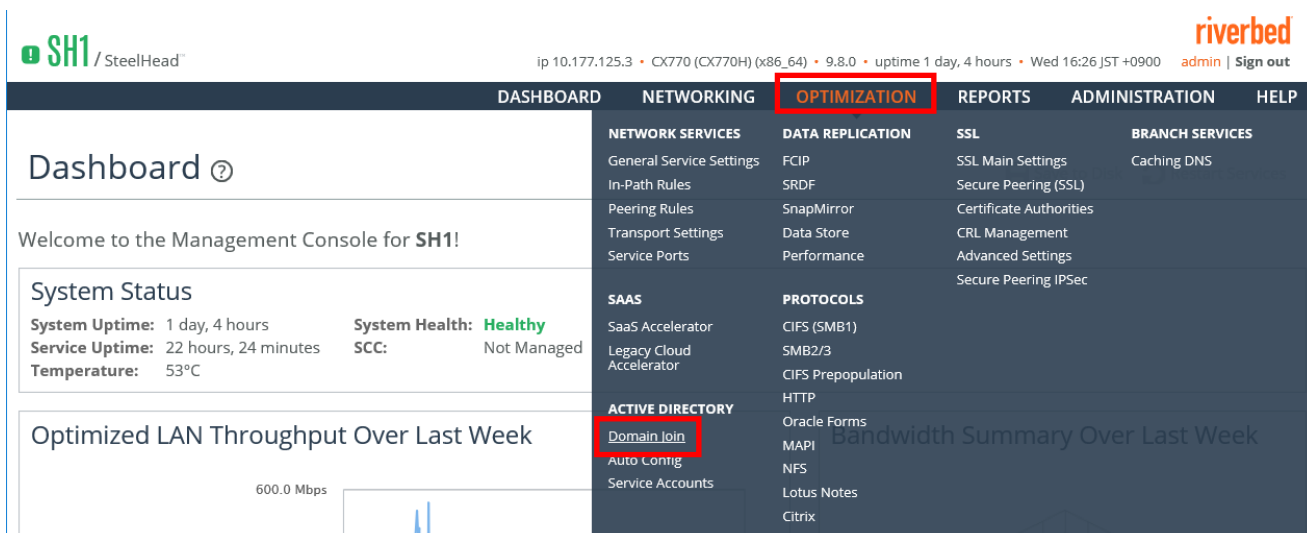 riverbed
SH1 / SteelHead™
ip 10.177.125.3 • CX770 (CX770H) (x86_64) • 9.8.0 • uptime 1 day, 4 hours • Wed 16:26 JST +0900 admin | Sign out
DASHBOARD NETWORKING OPTIMIZATION REPORTS ADMINISTRATION HELP
Dashboard ?
Welcome to the Management Console for SH1!
System Status
System Uptime: 1 day, 4 hours System Health: Healthy
Service Uptime: 22 hours, 24 minutes SCC: Not Managed
Temperature: 53°C
Optimized LAN Throughput Over Last Week
600.0 Mbps
NETWORK SERVICES
General Service Settings
In-Path Rules
Peering Rules
Transport Settings
Service Ports
SAAS
SaaS Accelerator
Legacy Cloud
Accelerator
ACTIVE DIRECTORY
Domain Join
Auto Config
Service Accounts
DATA REPLICATION
FCIP
SRDF
SnapMirror
Data Store
Performance
PROTOCOLS
CIFS (SMB1)
SMB2/3
CIFS Prepopulation
HTTP
Oracle Forms
MAPI
NFS
Lotus Notes
Citrix
SSL
SSL Main Settings
Secure Peering (SSL)
Certificate Authorities
CRL Management
Advanced Settings
Secure Peering IPSec
BRANCH SERVICES
Caching DNS
Bandwidth Summary Over Last Week